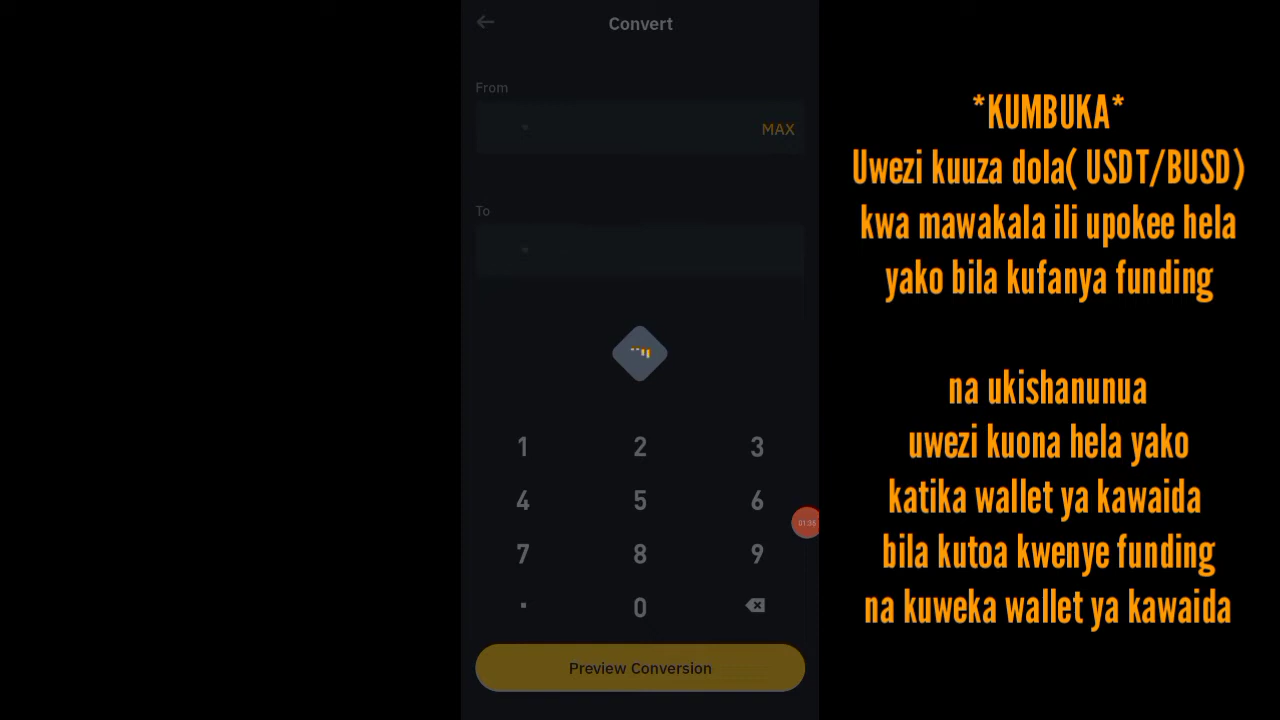 Convert
From
MAX
To
1 2 3
4 5 6
7 8 9
. 0
01:36
Preview Conversion
*KUMBUKA*
Uwezi kuuza dola( USDT/BUSD)
kwa mawakala ili upokee hela
yako bila kufanya funding
na ukishanunua
uwezi kuona hela yako
katika wallet ya kawaida
bila kutoa kwenye funding
na kuweka wallet ya kawaida